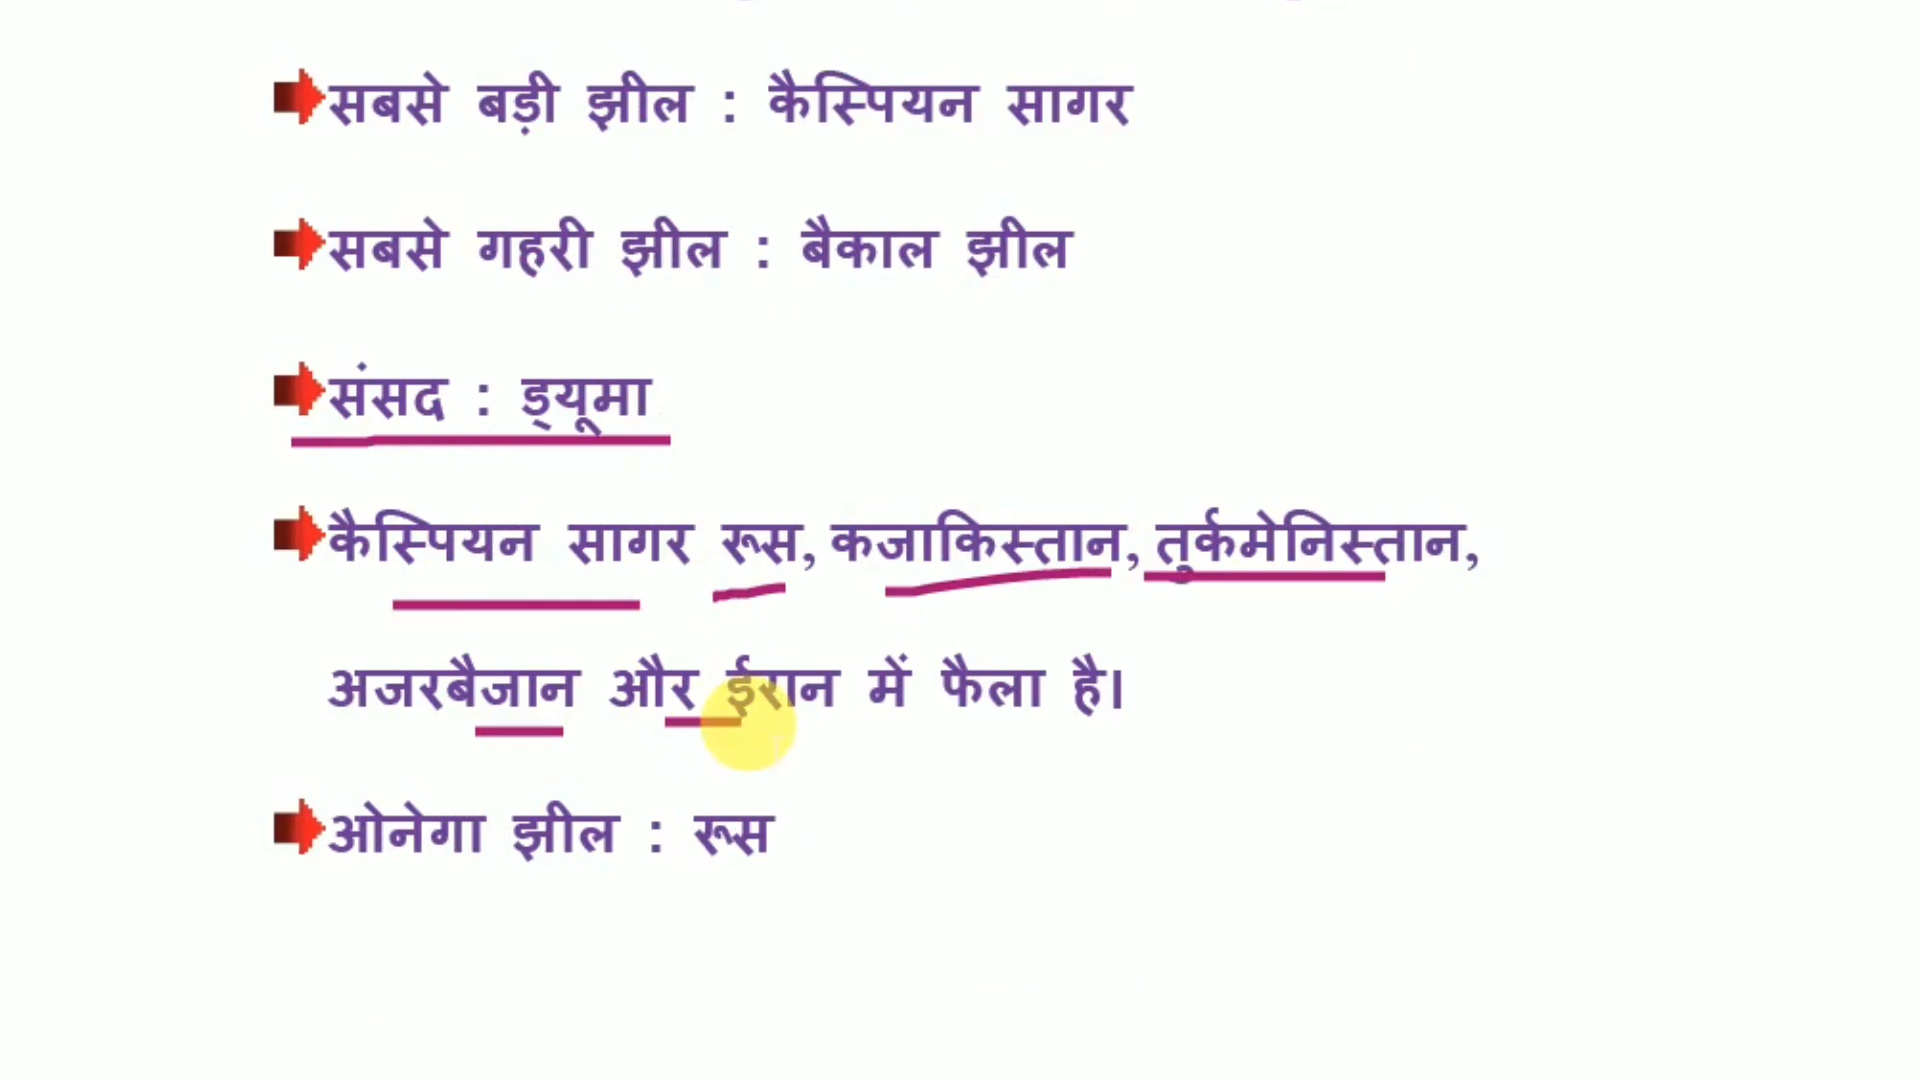 सबसे बड़ी झील : कैस्पियन सागर
सबसे गहरी झील : बैकाल झील
संसद : ड्यूमा
कैस्पियन सागर रूस, कजाकिस्तान, तुर्कमेनिस्तान,
अजरबैजान और ईरान में फैला है।
ओनेगा झील : रूस